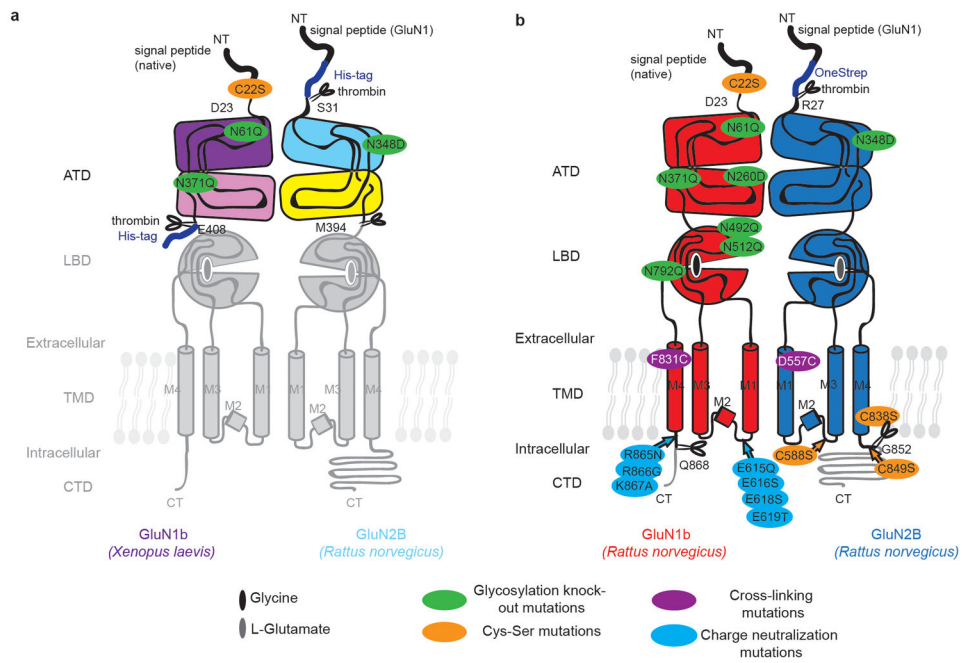 a
NT
signal peptide (GluN1)
NT
signal peptide
(native)
His-tag
thrombin
C22S
D23
S31
N61Q
N348D
ATD
N371Q
thrombin
His-tag
E408
M394
LBD
Extracellular
TMD
M4
M3
M1
M1
M3
M4
M2
M2
Intracellular
CTD
CT
CT
GluN1b
(Xenopus laevis)
GluN2B
(Rattus norvegicus)
b
NT
signal peptide (GluN1)
NT
signal peptide
(native)
OneStrep
thrombin
C22S
D23
R27
N61Q
N348D
ATD
N371Q
N260D
N492Q
N512Q
LBD
N792Q
Extracellular
F831C
D557C
M4
M3
M1
M1
M3
M4
TMD
M2
M2
C838S
Intracellular
R865N
R866G
K867A
Q868
E615Q
E616S
E618S
E619T
C588S
G852
C849S
CTD
CT
CT
GluN1b
(Rattus norvegicus)
GluN2B
(Rattus norvegicus)
Glycine
L-Glutamate
Glycosylation knock-
out mutations
Cys-Ser mutations
Cross-linking
mutations
Charge neutralization
mutations